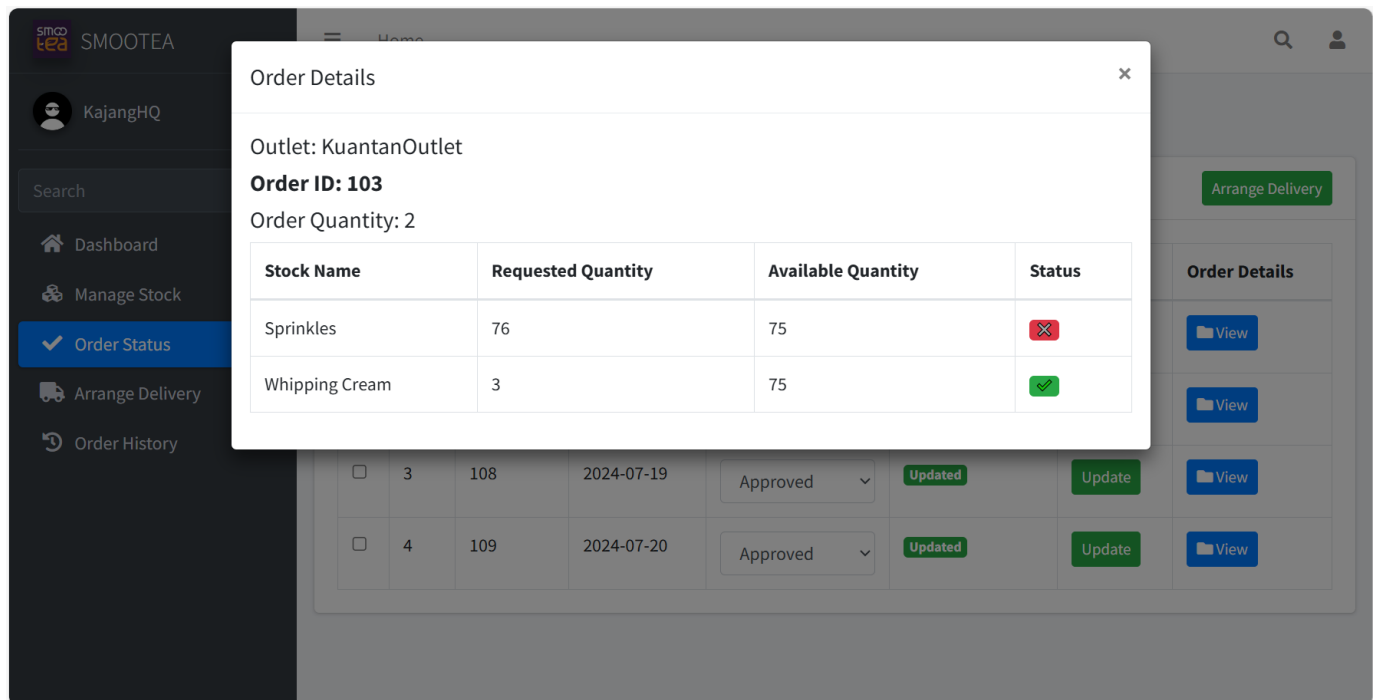 smoo
tea
SMOOTEA
Home
KajangHQ
Search
Dashboard
Manage Stock
Order Status
Arrange Delivery
Order History
Order Details
×
Outlet: KuantanOutlet
Order ID: 103
Order Quantity: 2
Stock Name Requested Quantity Available Quantity Status
Sprinkles 76 75
Whipping Cream 3 75
Arrange Delivery
Order Details
View
View
3 108 2024-07-19 Approved Updated Update View
4 109 2024-07-20 Approved Updated Update View